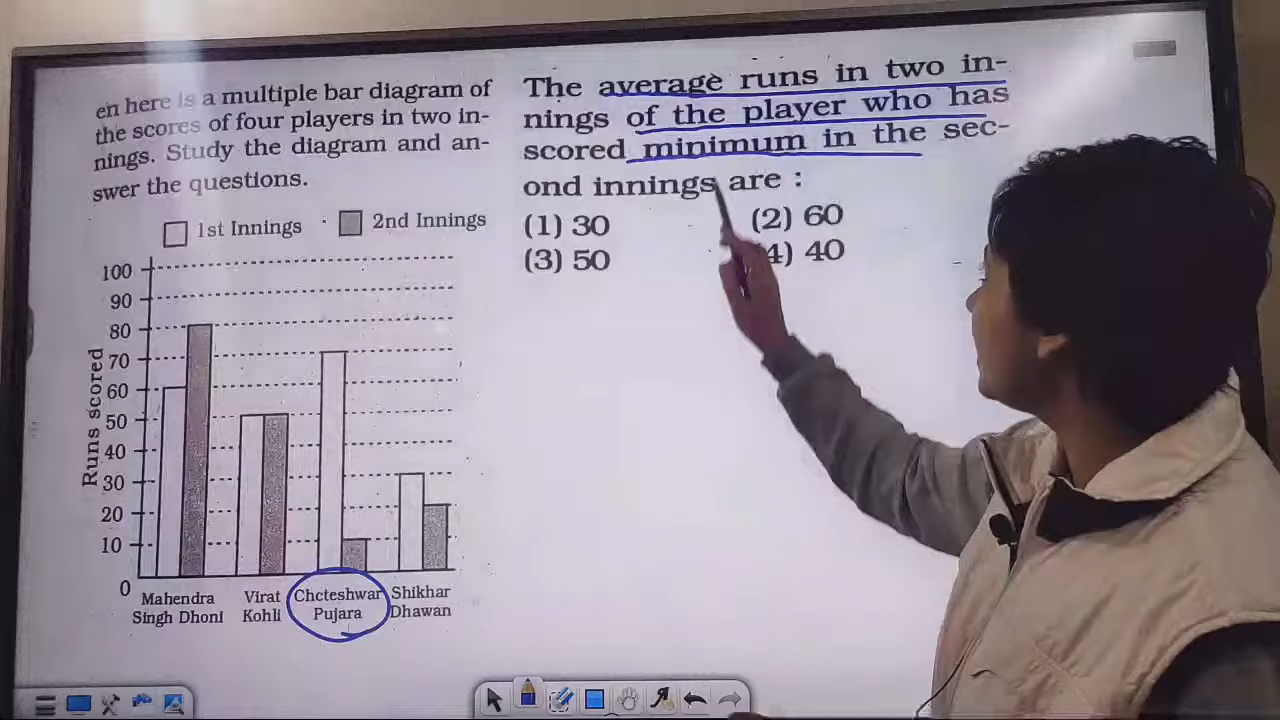 en here is a multiple bar diagram of
the scores of four players in two in-
nings. Study the diagram and an-
swer the questions.
1st Innings
2nd Innings
100
90
80
70
60
50
40
30
20
10
0
Runs scored
Mahendra
Singh Dhoni
Virat
Kohli
Chcteshwar
Pujara
Shikhar
Dhawan
The average runs in two in-
nings of the player who has
scored minimum in the sec-
ond innings are :
(1) 30
(2) 60
(3) 50
4) 40